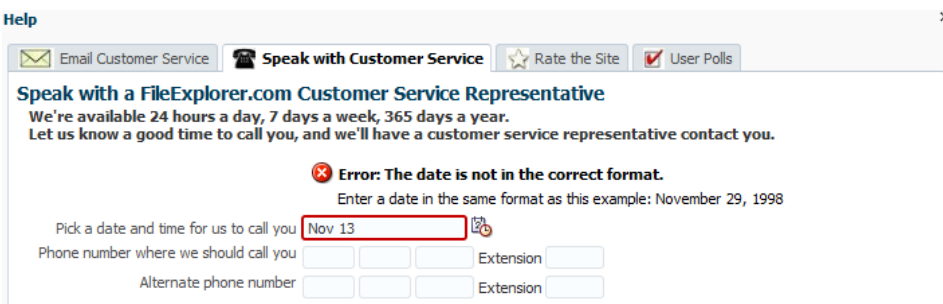 Help
Email Customer Service Speak with Customer Service Rate the Site User Polls
Speak with a FileExplorer.com Customer Service Representative
We're available 24 hours a day, 7 days a week, 365 days a year.
Let us know a good time to call you, and we'll have a customer service representative contact you.
Error: The date is not in the correct format.
Enter a date in the same format as this example: November 29, 1998
Pick a date and time for us to call you Nov 13
Phone number where we should call you Extension
Alternate phone number Extension